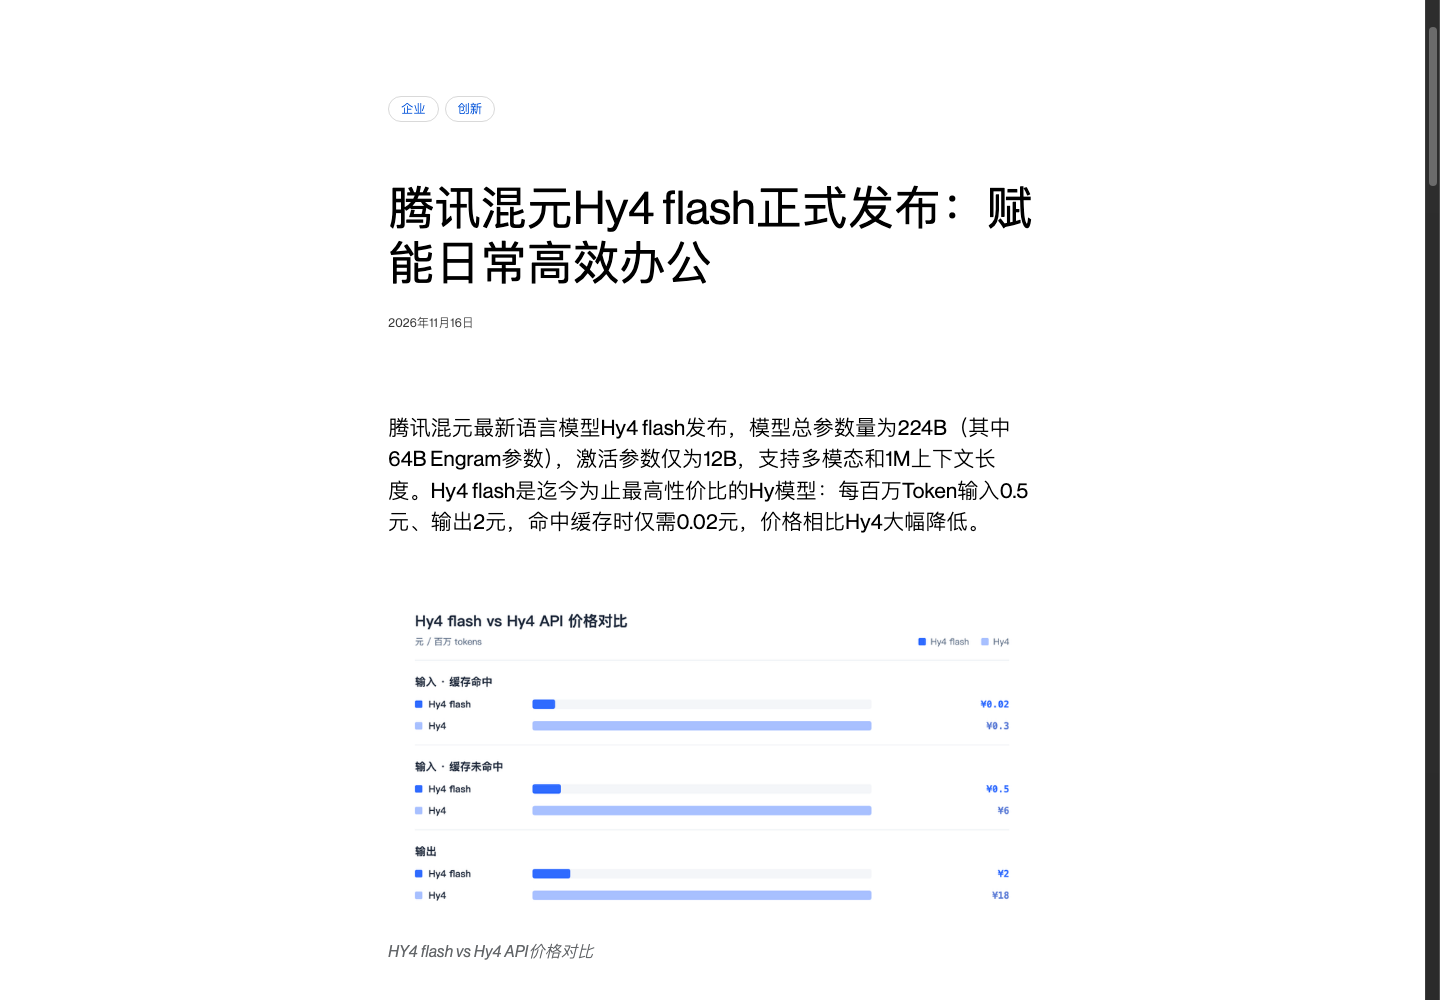 企业 创新
腾讯混元Hy4 flash正式发布：赋
能日常高效办公
2026年11月16日
腾讯混元最新语言模型Hy4 flash发布，模型总参数量为224B（其中
64B Engram参数），激活参数仅为12B，支持多模态和1M上下文长
度。Hy4 flash是迄今为止最高性价比的Hy模型：每百万Token输入0.5
元、输出2元，命中缓存时仅需0.02元，价格相比Hy4大幅降低。
Hy4 flash vs Hy4 API 价格对比
元 / 百万 tokens Hy4 flash Hy4
输入 · 缓存命中
Hy4 flash ¥0.02
Hy4 ¥0.3
输入 · 缓存未命中
Hy4 flash ¥0.5
Hy4 ¥6
输出
Hy4 flash ¥2
Hy4 ¥18
HY4 flash vs Hy4 API价格对比